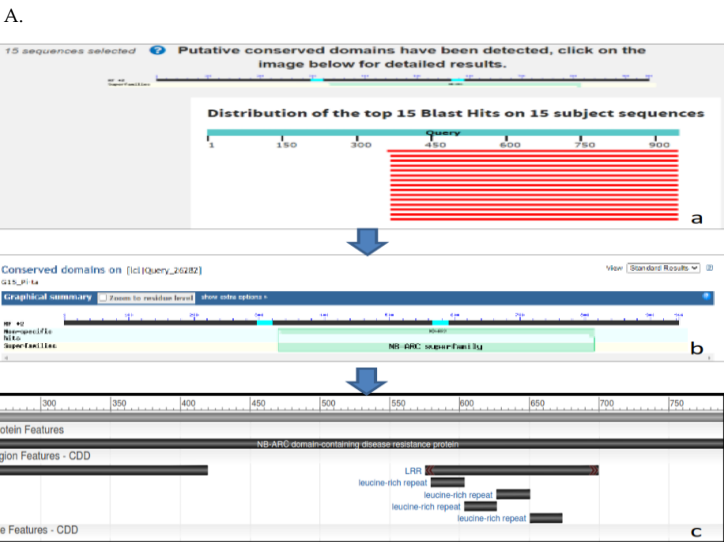 A.
15 sequences selected
Putative conserved domains have been detected, click on the
image below for detailed results.
Superfamilies
Distribution of the top 15 Blast Hits on 15 subject sequences
Query
1 150 300 450 600 750 900
a
Conserved domains on [lcl|Query_26282]
View Standard Results
G15_Pi-ta
Graphical summary Zoom to residue level show extra options »
RF +2
Non-specific
hits
Superfamilies
NB-ARC superfamily
b
300 350 400 450 500 550 600 650 700 750
otein Features
NB-ARC domain-containing disease resistance protein
gion Features - CDD
LRR
leucine-rich repeat
leucine-rich repeat
leucine-rich repeat
leucine-rich repeat
e Features - CDD
c